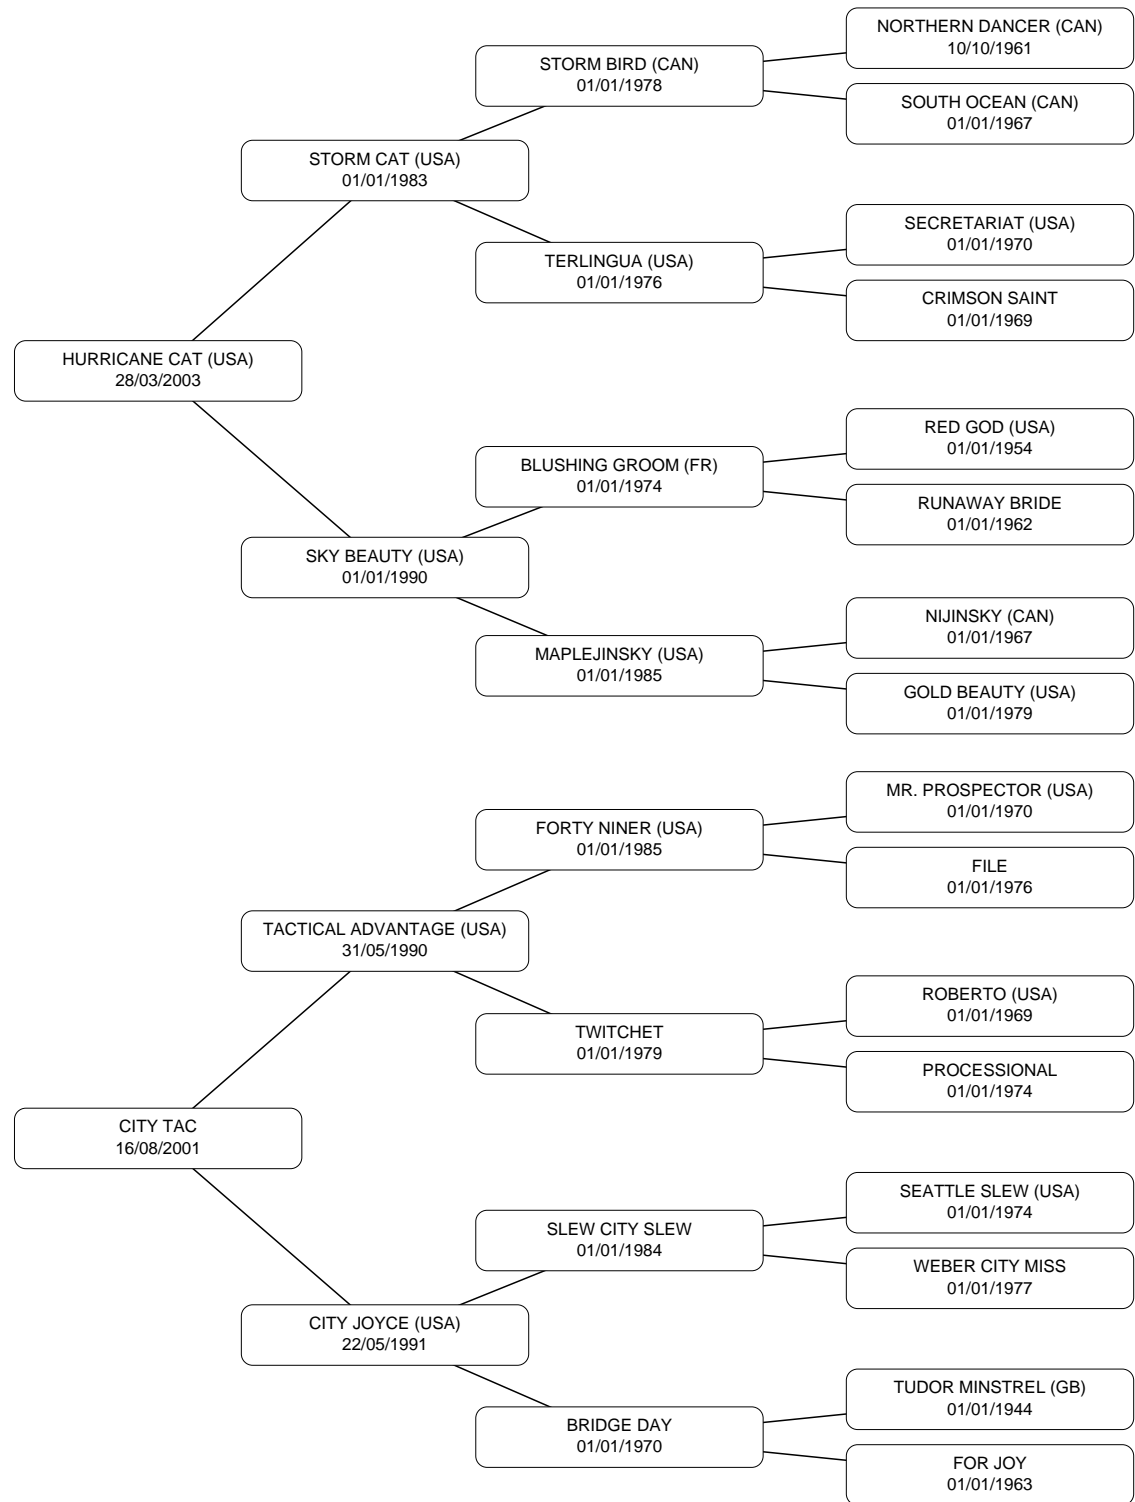 NORTHERN DANCER (CAN)
10/10/1961
STORM BIRD (CAN)
01/01/1978
SOUTH OCEAN (CAN)
01/01/1967
STORM CAT (USA)
01/01/1983
SECRETARIAT (USA)
01/01/1970
TERLINGUA (USA)
01/01/1976
CRIMSON SAINT
01/01/1969
HURRICANE CAT (USA)
28/03/2003
RED GOD (USA)
01/01/1954
BLUSHING GROOM (FR)
01/01/1974
RUNAWAY BRIDE
01/01/1962
SKY BEAUTY (USA)
01/01/1990
NIJINSKY (CAN)
01/01/1967
MAPLEJINSKY (USA)
01/01/1985
GOLD BEAUTY (USA)
01/01/1979
MR. PROSPECTOR (USA)
01/01/1970
FORTY NINER (USA)
01/01/1985
FILE
01/01/1976
TACTICAL ADVANTAGE (USA)
31/05/1990
ROBERTO (USA)
01/01/1969
TWITCHET
01/01/1979
PROCESSIONAL
01/01/1974
CITY TAC
16/08/2001
SEATTLE SLEW (USA)
01/01/1974
SLEW CITY SLEW
01/01/1984
WEBER CITY MISS
01/01/1977
CITY JOYCE (USA)
22/05/1991
TUDOR MINSTREL (GB)
01/01/1944
BRIDGE DAY
01/01/1970
FOR JOY
01/01/1963